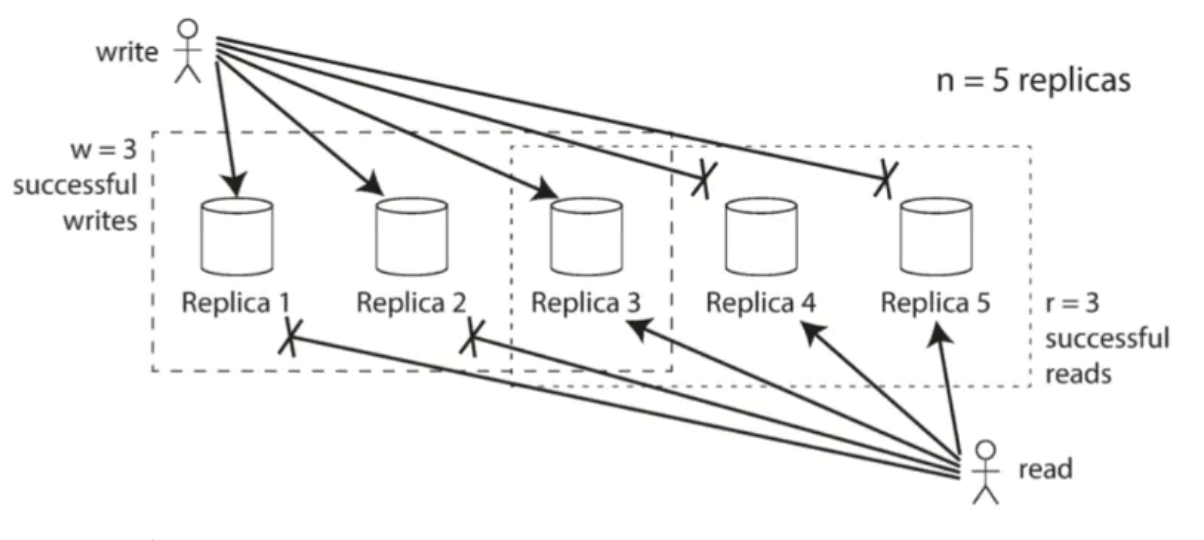 write
n = 5 replicas
w = 3
successful
writes
Replica 1
Replica 2
Replica 3
Replica 4
Replica 5
r = 3
successful
reads
read